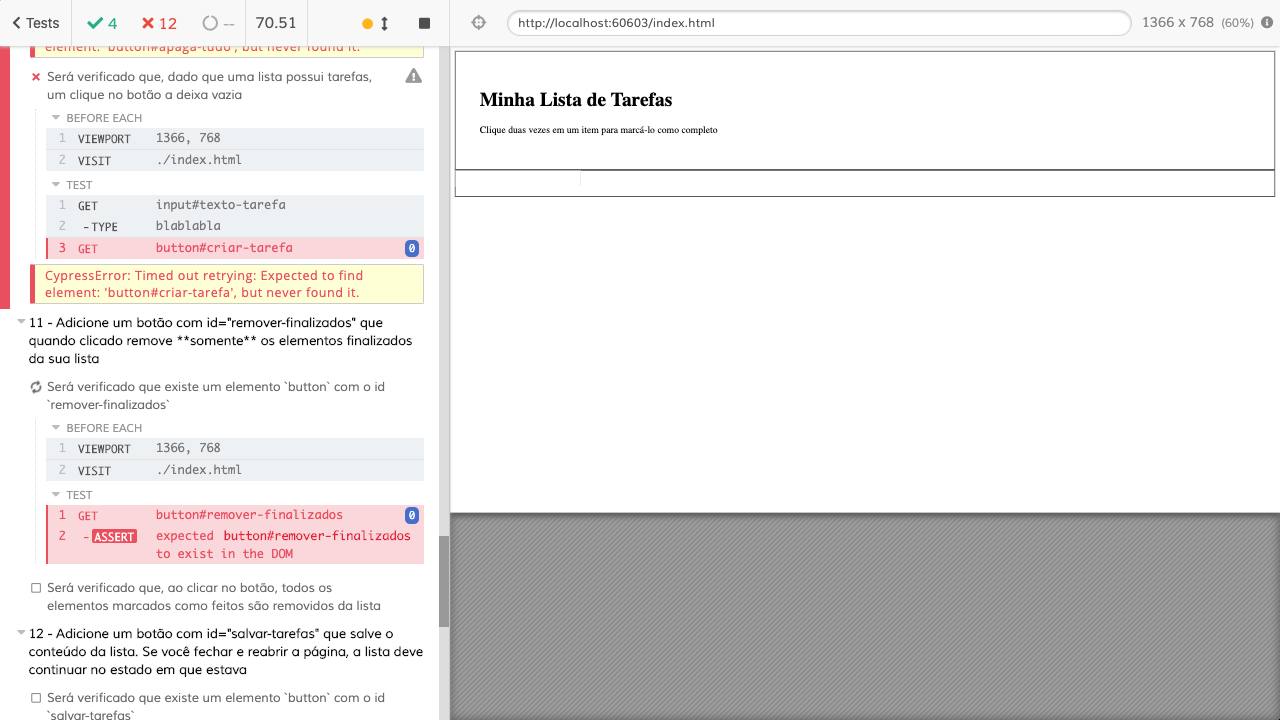 Tests 4 12 -- 70.51 http://localhost:60603/index.html 1366 x 768 (60%)
element: 'button#apaga-tudo', but never found it.
Será verificado que, dado que uma lista possui tarefas,
um clique no botão a deixa vazia
BEFORE EACH
1 VIEWPORT 1366, 768
2 VISIT ./index.html
TEST
1 GET input#texto-tarefa
2 -TYPE blablabla
3 GET button#criar-tarefa 0
CypressError: Timed out retrying: Expected to find
element: 'button#criar-tarefa', but never found it.
11 - Adicione um botão com id="remover-finalizados" que
quando clicado remove **somente** os elementos finalizados
da sua lista
Será verificado que existe um elemento `button` com o id
`remover-finalizados`
BEFORE EACH
1 VIEWPORT 1366, 768
2 VISIT ./index.html
TEST
1 GET button#remover-finalizados 0
2 -ASSERT expected button#remover-finalizados
to exist in the DOM
Será verificado que, ao clicar no botão, todos os
elementos marcados como feitos são removidos da lista
12 - Adicione um botão com id="salvar-tarefas" que salve o
conteúdo da lista. Se você fechar e reabrir a página, a lista deve
continuar no estado em que estava
Será verificado que existe um elemento `button` com o id
`salvar-tarefas`
Minha Lista de Tarefas
Clique duas vezes em um item para marcá-lo como completo